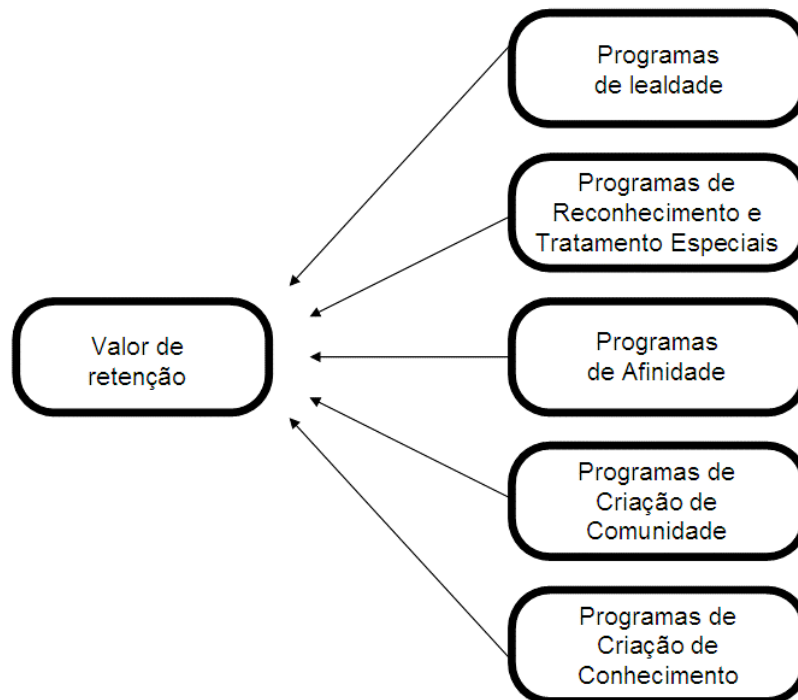 Programas
de lealdade
Programas de
Reconhecimento e
Tratamento Especiais
Valor de
retenção
Programas
de Afinidade
Programas de
Criação de
Comunidade
Programas de
Criação de
Conhecimento